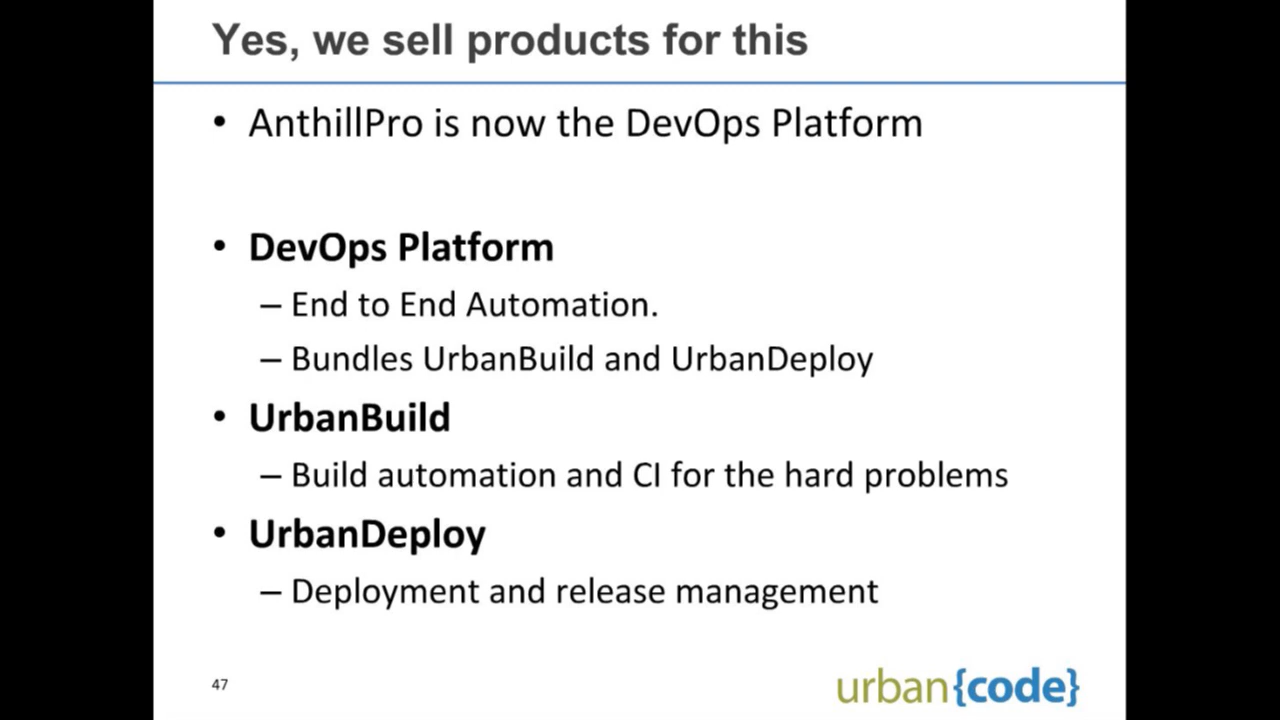 Yes, we sell products for this
• AnthillPro is now the DevOps Platform
• DevOps Platform
– End to End Automation.
– Bundles UrbanBuild and UrbanDeploy
• UrbanBuild
– Build automation and CI for the hard problems
• UrbanDeploy
– Deployment and release management
47
urban{code}